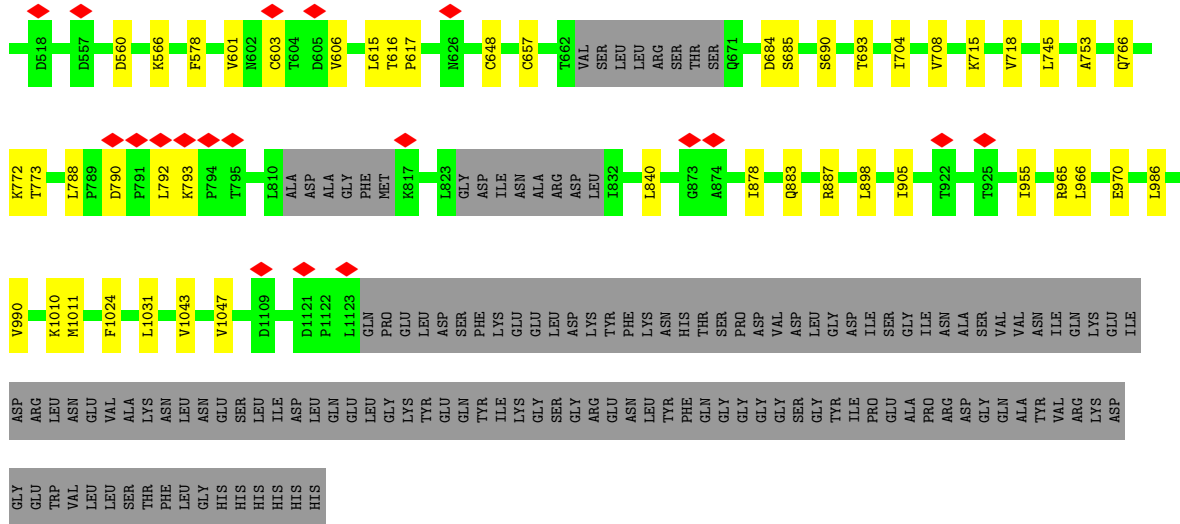 D518 D557 D560 K566 F578 V601 N602 C603 T604 D605 V606 L615 T616 P617 N626 C648 C657 T662 VAL SER LEU LEU ARG SER THR SER Q671 D684 S685 S690 T693 I704 V708 K715 V718 L745 A753 Q766
K772 T773 L788 P789 D790 P791 L792 K793 P794 T795 L810 ALA ASP ALA GLY PHE MET K817 L823 GLY ASP ILE ASN ALA ARG ASP LEU I832 L840 G873 A874 I878 Q883 R887 L898 I905 T922 T925 I955 R965 L966 E970 L986
V990 K1010 M1011 F1024 L1031 V1043 V1047 D1109 D1121 P1122 L1123 GLN PRO GLU LEU ASP SER PHE LYS GLU GLU LEU ASP LYS TYR PHE LYS ASN HIS THR SER PRO ASP VAL ASP LEU GLY ASP ILE SER GLY ILE ASN ALA SER VAL VAL ASN ILE GLN LYS GLU ILE
ASP ARG LEU ASN GLU VAL ALA LYS ASN LEU ASN GLU SER LEU ILE ASP LEU GLN GLU LEU GLY LYS TYR GLU GLN TYR ILE LYS GLY SER GLY ARG GLU ASN LEU TYR PHE GLN GLY GLY GLY GLY SER GLY TYR ILE PRO GLU ALA PRO ARG ASP GLY GLN ALA TYR VAL ARG LYS ASP
GLY GLU TRP VAL LEU LEU SER THR PHE LEU GLY HIS HIS HIS HIS HIS HIS